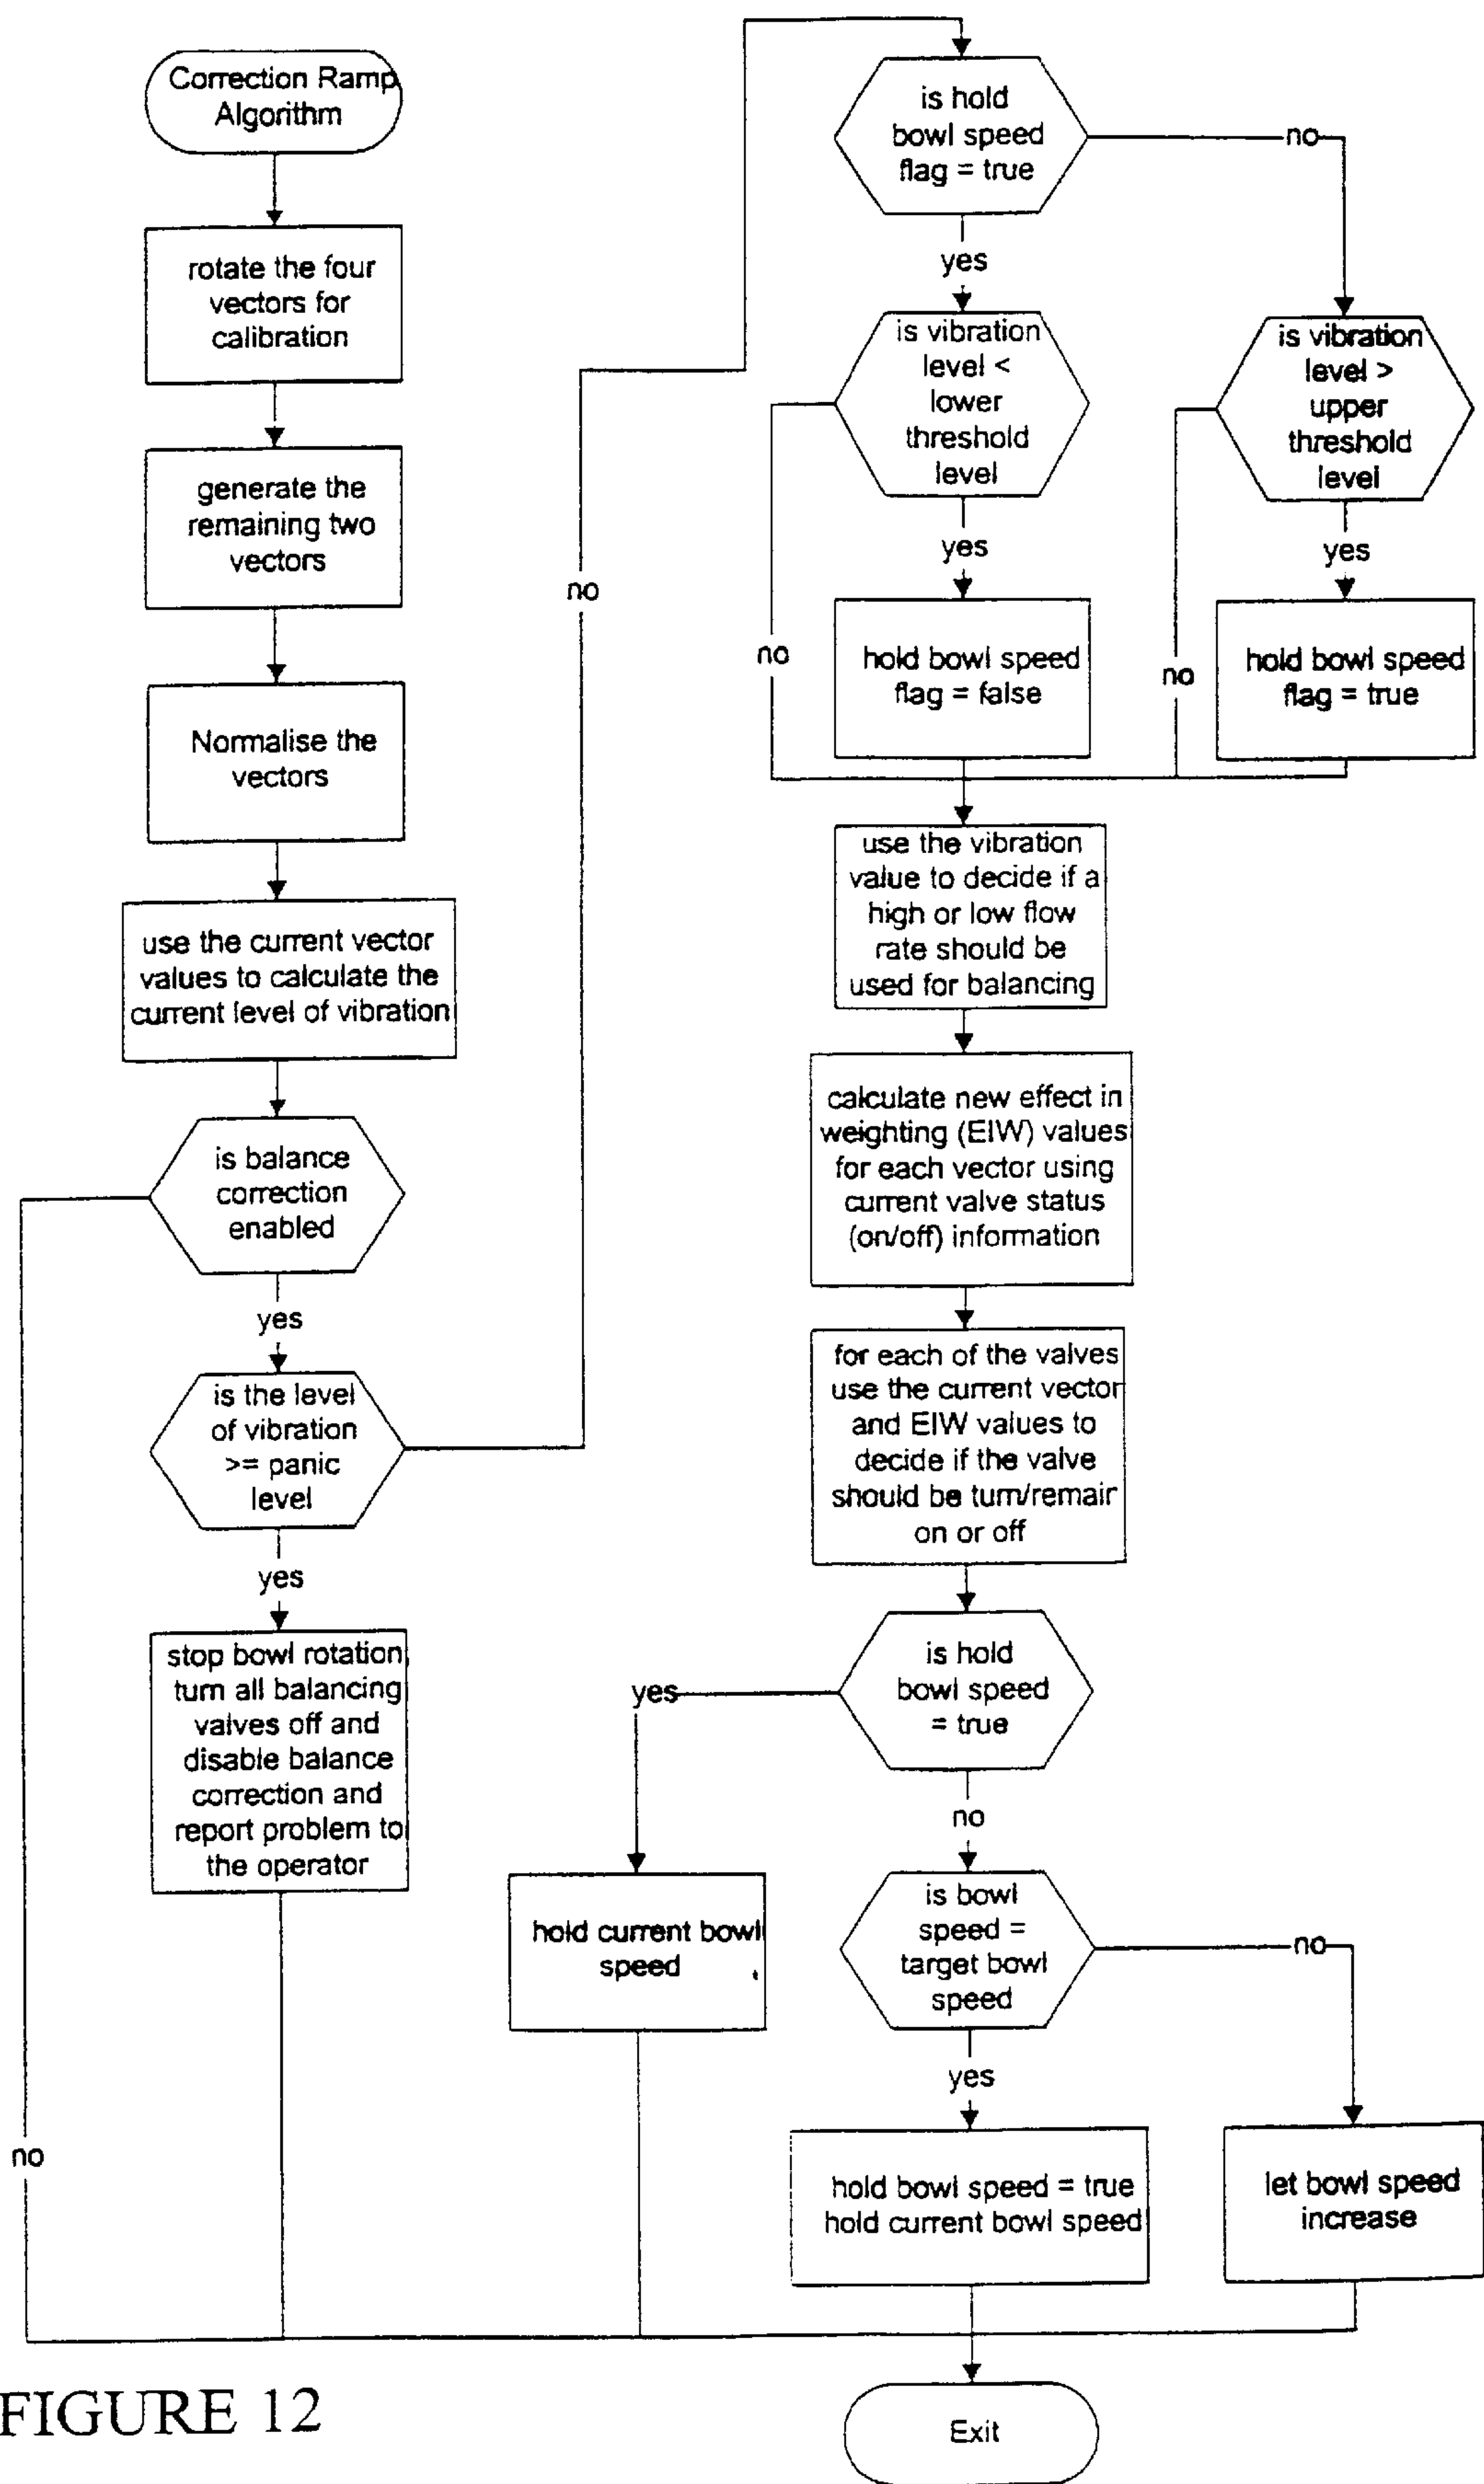 Correction Ramp
Algorithm
rotate the four
vectors for
calibration
generate the
remaining two
vectors
Normalise the
vectors
use the current vector
values to calculate the
current level of vibration
is balance
correction
enabled
yes
no
is the level
of vibration
>= panic
level
yes
no
stop bowl rotation,
turn all balancing
valves off and
disable balance
correction and
report problem to
the operator
is hold
bowl speed
flag = true
no
yes
is vibration
level <
lower
threshold
level
yes
no
hold bowl speed
flag = false
is vibration
level >
upper
threshold
level
yes
no
hold bowl speed
flag = true
use the vibration
value to decide if a
high or low flow
rate should be
used for balancing
calculate new effect in
weighting (EIW) values
for each vector using
current valve status
(on/off) information
for each of the valves
use the current vector
and EIW values to
decide if the valve
should be turn/remair
on or off
is hold
bowl speed
= true
yes
no
hold current bowl
speed
is bowl
speed =
target bowl
speed
no
yes
hold bowl speed = true
hold current bowl speed
let bowl speed
increase
Exit
FIGURE 12